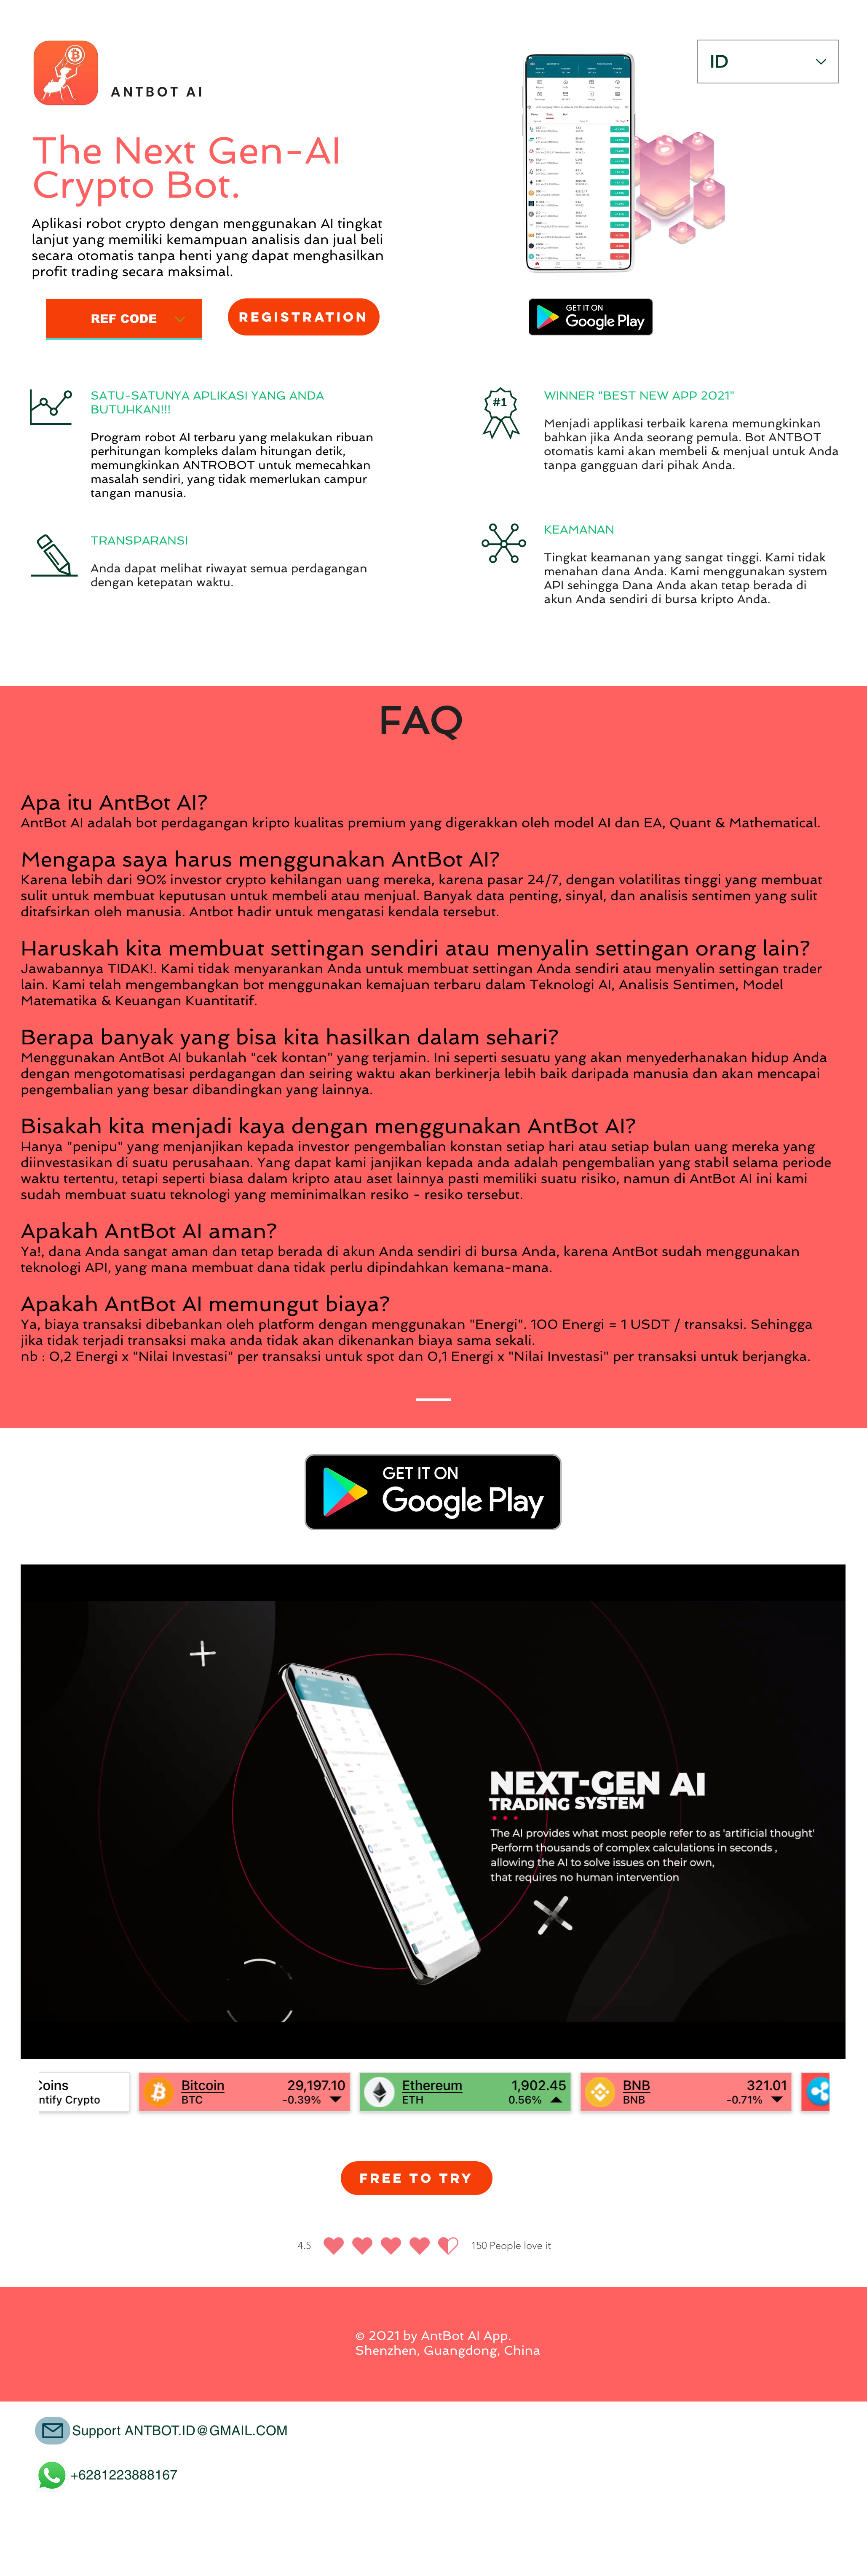 ANTBOT AI
ID
The Next Gen-AI
Crypto Bot.
Aplikasi robot crypto dengan menggunakan AI tingkat
lanjut yang memiliki kemampuan analisis dan jual beli
secara otomatis tanpa henti yang dapat menghasilkan
profit trading secara maksimal.
REF CODE
REGISTRATION
GET IT ON
Google Play
SATU-SATUNYA APLIKASI YANG ANDA
BUTUHKAN!!!
Program robot AI terbaru yang melakukan ribuan
perhitungan kompleks dalam hitungan detik,
memungkinkan ANTROBOT untuk memecahkan
masalah sendiri, yang tidak memerlukan campur
tangan manusia.
#1
WINNER "BEST NEW APP 2021"
Menjadi applikasi terbaik karena memungkinkan
bahkan jika Anda seorang pemula. Bot ANTBOT
otomatis kami akan membeli & menjual untuk Anda
tanpa gangguan dari pihak Anda.
TRANSPARANSI
Anda dapat melihat riwayat semua perdagangan
dengan ketepatan waktu.
KEAMANAN
Tingkat keamanan yang sangat tinggi. Kami tidak
menahan dana Anda. Kami menggunakan system
API sehingga Dana Anda akan tetap berada di
akun Anda sendiri di bursa kripto Anda.
FAQ
Apa itu AntBot AI?
AntBot AI adalah bot perdagangan kripto kualitas premium yang digerakkan oleh model AI dan EA, Quant & Mathematical.
Mengapa saya harus menggunakan AntBot AI?
Karena lebih dari 90% investor crypto kehilangan uang mereka, karena pasar 24/7, dengan volatilitas tinggi yang membuat
sulit untuk membuat keputusan untuk membeli atau menjual. Banyak data penting, sinyal, dan analisis sentimen yang sulit
ditafsirkan oleh manusia. Antbot hadir untuk mengatasi kendala tersebut.
Haruskah kita membuat settingan sendiri atau menyalin settingan orang lain?
Jawabannya TIDAK!. Kami tidak menyarankan Anda untuk membuat settingan Anda sendiri atau menyalin settingan trader
lain. Kami telah mengembangkan bot menggunakan kemajuan terbaru dalam Teknologi AI, Analisis Sentimen, Model
Matematika & Keuangan Kuantitatif.
Berapa banyak yang bisa kita hasilkan dalam sehari?
Menggunakan AntBot AI bukanlah "cek kontan" yang terjamin. Ini seperti sesuatu yang akan menyederhanakan hidup Anda
dengan mengotomatisasi perdagangan dan seiring waktu akan berkinerja lebih baik daripada manusia dan akan mencapai
pengembalian yang besar dibandingkan yang lainnya.
Bisakah kita menjadi kaya dengan menggunakan AntBot AI?
Hanya "penipu" yang menjanjikan kepada investor pengembalian konstan setiap hari atau setiap bulan uang mereka yang
diinvestasikan di suatu perusahaan. Yang dapat kami janjikan kepada anda adalah pengembalian yang stabil selama periode
waktu tertentu, tetapi seperti biasa dalam kripto atau aset lainnya pasti memiliki suatu risiko, namun di AntBot AI ini kami
sudah membuat suatu teknologi yang meminimalkan resiko - resiko tersebut.
Apakah AntBot AI aman?
Ya!, dana Anda sangat aman dan tetap berada di akun Anda sendiri di bursa Anda, karena AntBot sudah menggunakan
teknologi API, yang mana membuat dana tidak perlu dipindahkan kemana-mana.
Apakah AntBot AI memungut biaya?
Ya, biaya transaksi dibebankan oleh platform dengan menggunakan "Energi". 100 Energi = 1 USDT / transaksi. Sehingga
jika tidak terjadi transaksi maka anda tidak akan dikenankan biaya sama sekali.
nb : 0,2 Energi x "Nilai Investasi" per transaksi untuk spot dan 0,1 Energi x "Nilai Investasi" per transaksi untuk berjangka.
GET IT ON
Google Play
NEXT-GEN AI
TRADING SYSTEM
The AI provides what most people refer to as 'artificial thought'
Perform thousands of complex calculations in seconds ,
allowing the AI to solve issues on their own,
that requires no human intervention
Coins
ntify Crypto
Bitcoin 29,197.10
BTC -0.39%
Ethereum 1,902.45
ETH 0.56%
BNB 321.01
BNB -0.71%
FREE TO TRY
4.5 150 People love it
© 2021 by AntBot AI App.
Shenzhen, Guangdong, China
Support ANTBOT.ID@GMAIL.COM
+6281223888167